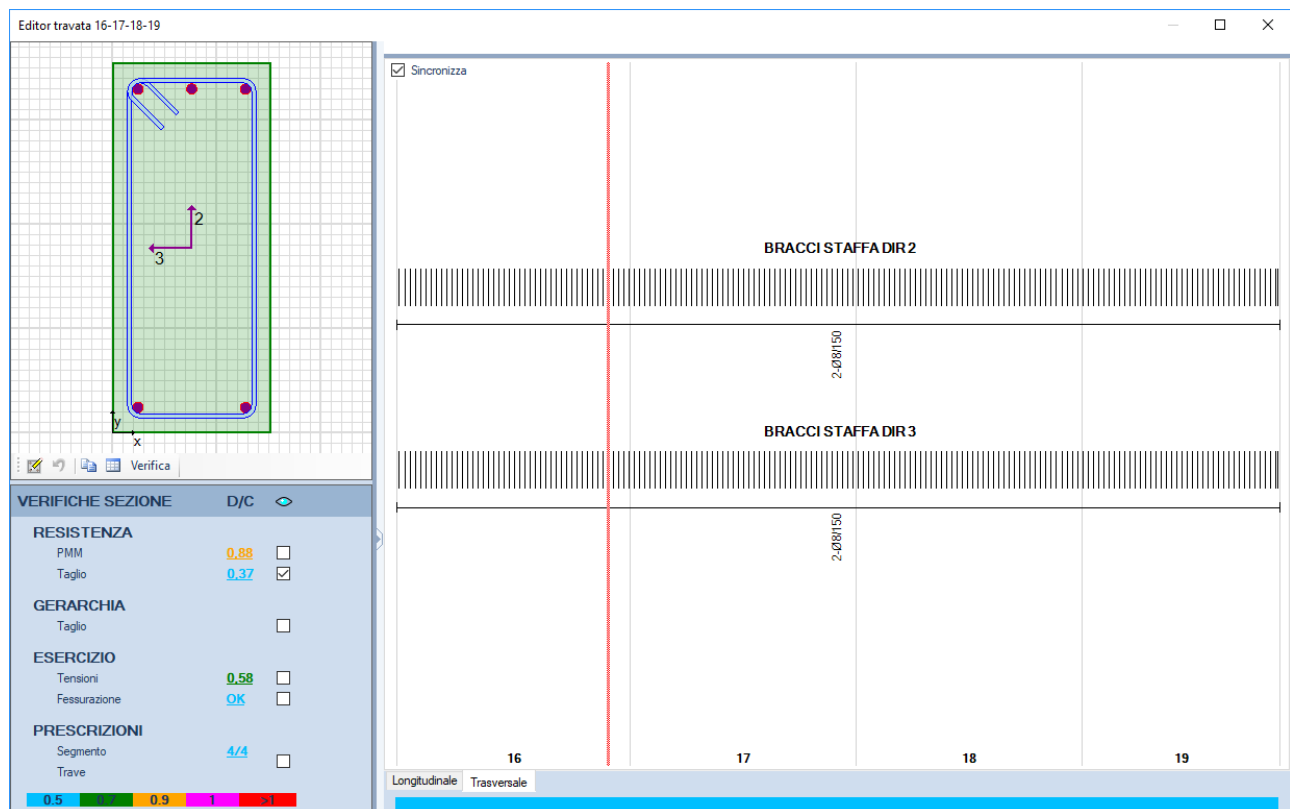 Editor travata 16-17-18-19
2
3
y
x
Verifica
VERIFICHE SEZIONE D/C
RESISTENZA
PMM 0,88
Taglio 0,37
GERARCHIA
Taglio
ESERCIZIO
Tensioni 0,58
Fessurazione OK
PRESCRIZIONI
Segmento 4/4
Trave
0.5 0.7 0.9 1 >1
Sincronizza
BRACCI STAFFA DIR 2
2-Ø8/150
BRACCI STAFFA DIR 3
2-Ø8/150
16 17 18 19
Longitudinale Trasversale